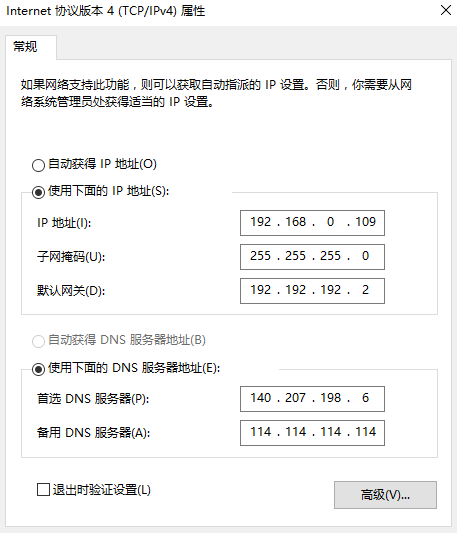 Internet 协议版本 4 (TCP/IPv4) 属性
常规
如果网络支持此功能，则可以获取自动指派的 IP 设置。否则，你需要从网
络系统管理员处获得适当的 IP 设置。
自动获得 IP 地址(O)
使用下面的 IP 地址(S):
IP 地址(I): 192 . 168 . 0 . 109
子网掩码(U): 255 . 255 . 255 . 0
默认网关(D): 192 . 192 . 192 . 2
自动获得 DNS 服务器地址(B)
使用下面的 DNS 服务器地址(E):
首选 DNS 服务器(P): 140 . 207 . 198 . 6
备用 DNS 服务器(A): 114 . 114 . 114 . 114
退出时验证设置(L)
高级(V)...